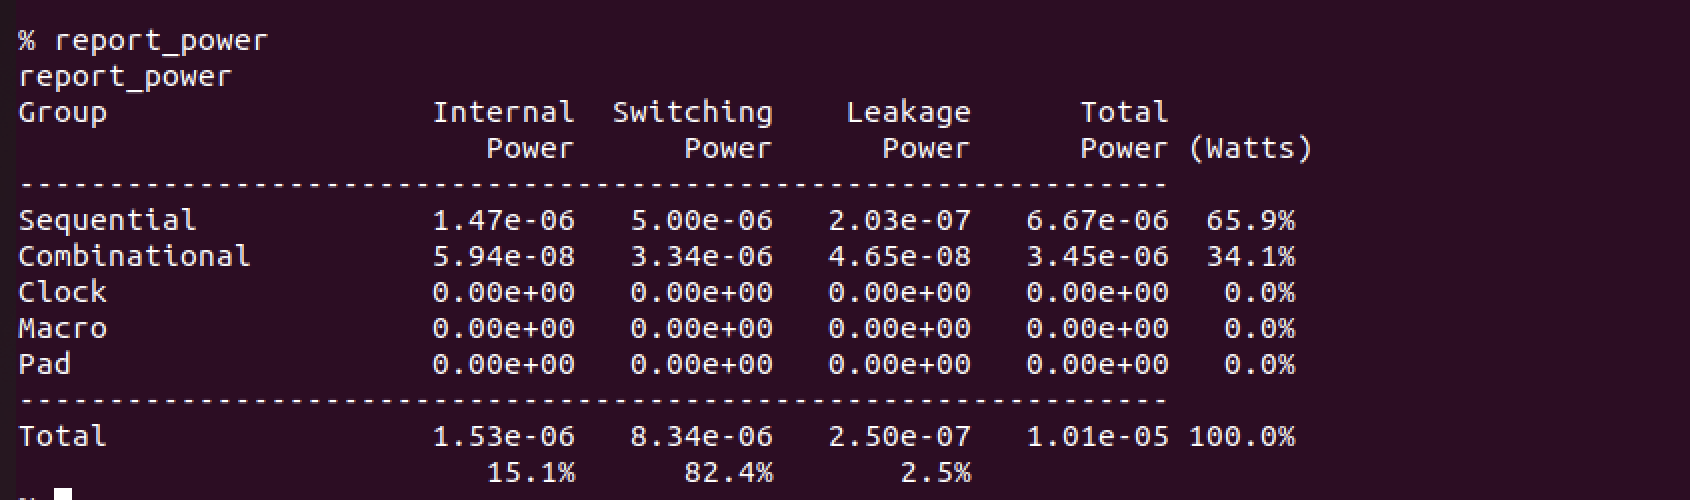 % report_power
report_power
Group                  Internal  Switching    Leakage      Total
                          Power      Power      Power      Power (Watts)
----------------------------------------------------------------
Sequential             1.47e-06   5.00e-06   2.03e-07   6.67e-06  65.9%
Combinational          5.94e-08   3.34e-06   4.65e-08   3.45e-06  34.1%
Clock                  0.00e+00   0.00e+00   0.00e+00   0.00e+00   0.0%
Macro                  0.00e+00   0.00e+00   0.00e+00   0.00e+00   0.0%
Pad                    0.00e+00   0.00e+00   0.00e+00   0.00e+00   0.0%
----------------------------------------------------------------
Total                  1.53e-06   8.34e-06   2.50e-07   1.01e-05 100.0%
                          15.1%      82.4%       2.5%